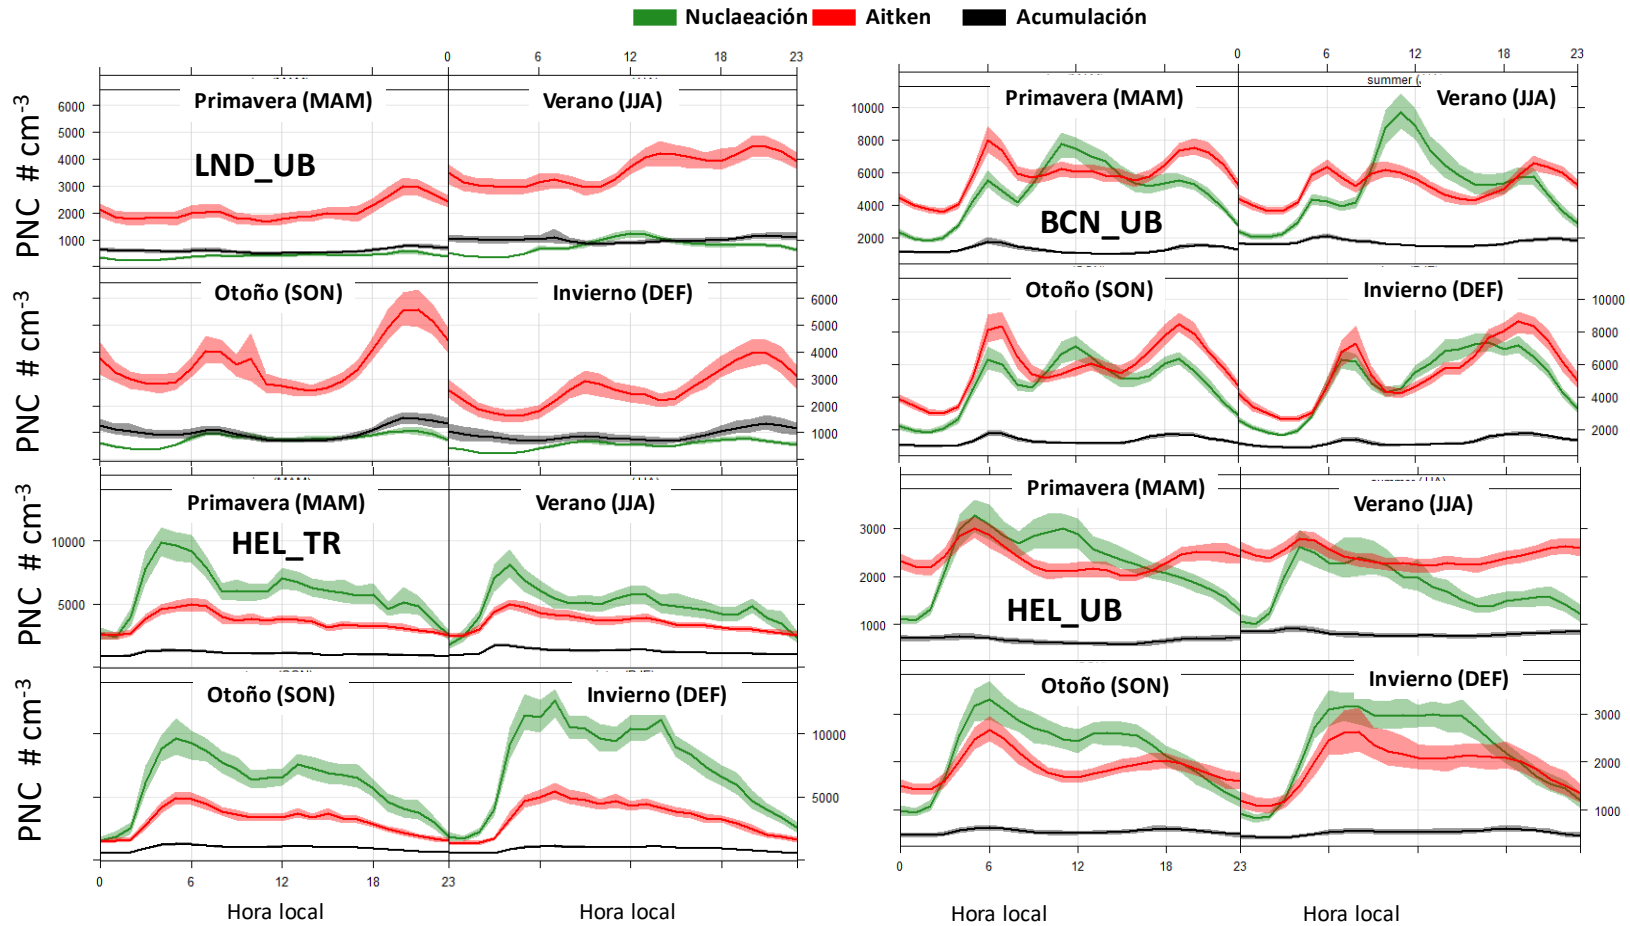 Nuclaeación Aitken Acumulación
0 6 12 18 23
0 6 12 18 23
summer (
Primavera (MAM) Verano (JJA)
Primavera (MAM) Verano (JJA)
PNC # cm-3
6000
5000
4000
3000
2000
1000
LND_UB
10000
8000
6000
4000
2000
BCN_UB
Otoño (SON) Invierno (DEF)
Otoño (SON) Invierno (DEF)
PNC # cm-3
6000
5000
4000
3000
2000
1000
10000
8000
6000
4000
2000
Primavera (MAM) Verano (JJA)
Primavera (MAM) Verano (JJA)
PNC # cm-3
10000
5000
HEL_TR
3000
2000
1000
HEL_UB
Otoño (SON) Invierno (DEF)
Otoño (SON) Invierno (DEF)
PNC # cm-3
10000
5000
3000
2000
1000
0 6 12 18 23
0 6 12 18 23
Hora local Hora local Hora local Hora local